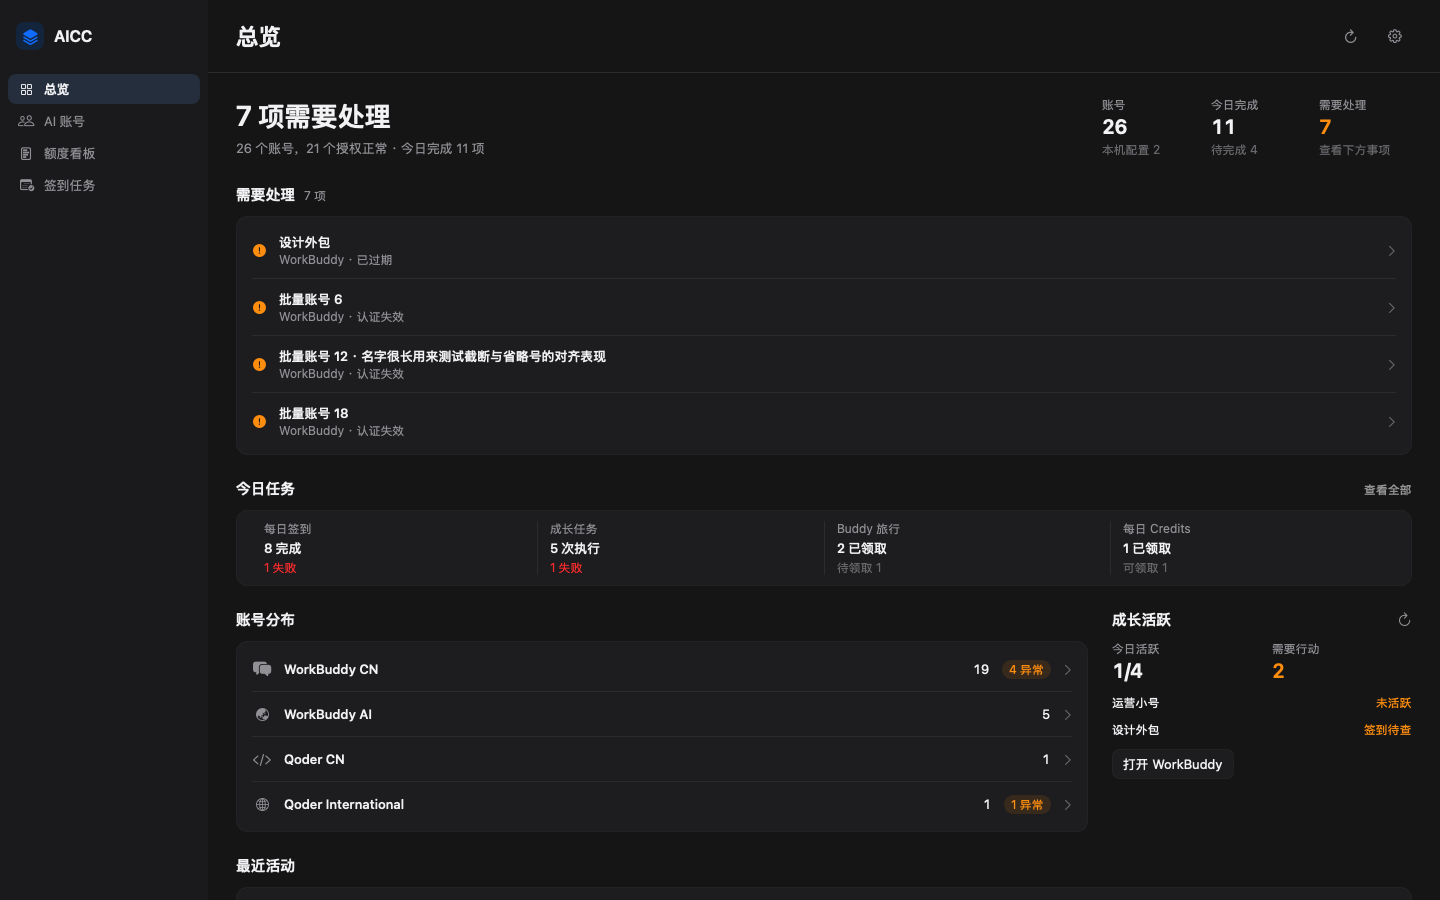 AICC
总览
AI 账号
额度看板
签到任务
总览
7 项需要处理
26 个账号，21 个授权正常 · 今日完成 11 项
账号
26
本机配置 2
今日完成
11
待完成 4
需要处理
7
查看下方事项
需要处理 7 项
设计外包
WorkBuddy · 已过期
批量账号 6
WorkBuddy · 认证失效
批量账号 12 · 名字很长用来测试截断与省略号的对齐表现
WorkBuddy · 认证失效
批量账号 18
WorkBuddy · 认证失效
今日任务
查看全部
每日签到
8 完成
1 失败
成长任务
5 次执行
1 失败
Buddy 旅行
2 已领取
待领取 1
每日 Credits
1 已领取
可领取 1
账号分布
WorkBuddy CN 19 4 异常
WorkBuddy AI 5
Qoder CN 1
Qoder International 1 1 异常
成长活跃
今日活跃
1/4
需要行动
2
运营小号 未活跃
设计外包 签到待查
打开 WorkBuddy
最近活动